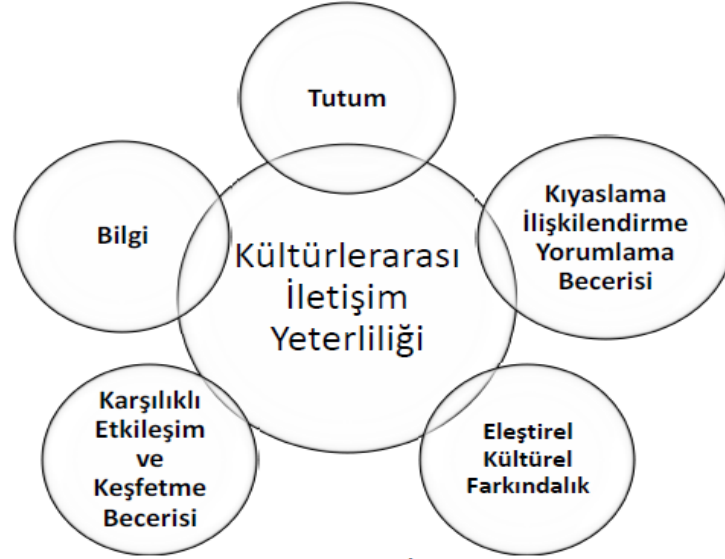 Tutum
Bilgi
Kıyaslama
İlişkilendirme
Yorumlama
Becerisi
Kültürlerarası
İletişim
Yeterliliği
Karşılıklı
Etkileşim
ve
Keşfetme
Becerisi
Eleştirel
Kültürel
Farkındalık